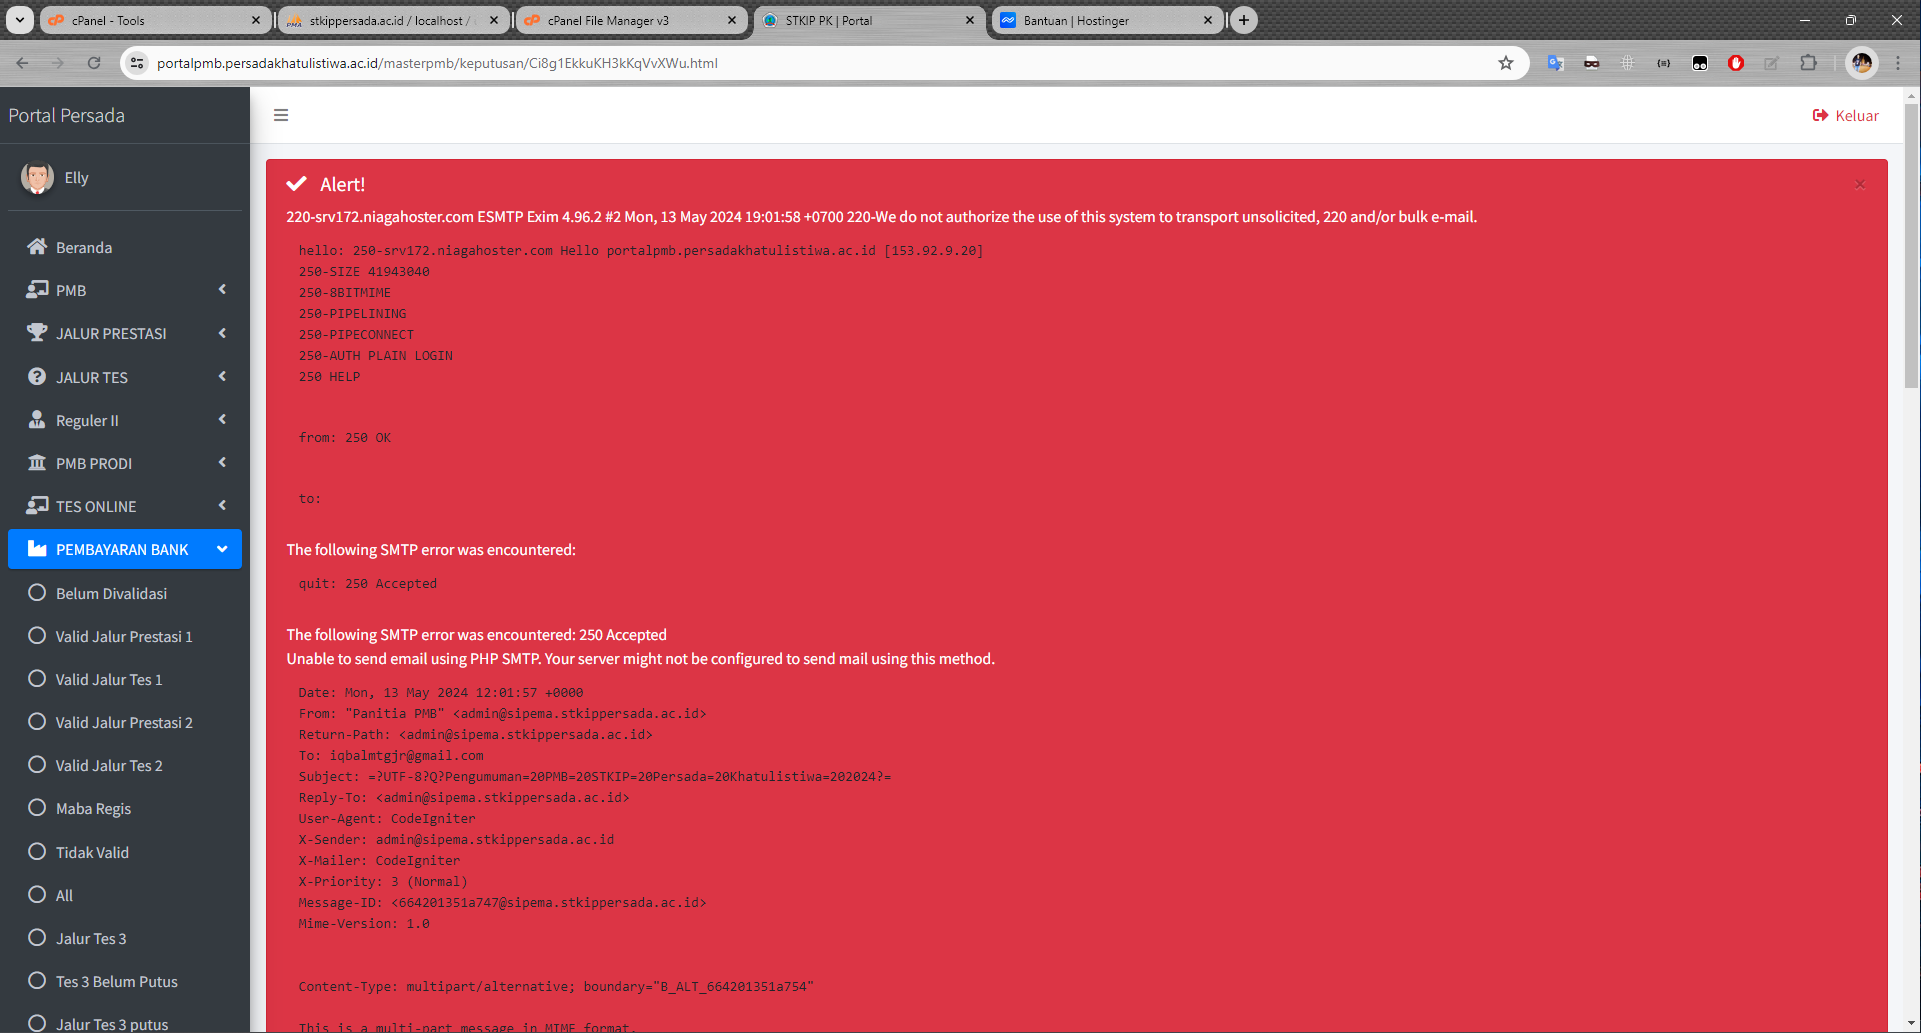 cPanel - Tools
stkippersada.ac.id / localhost /
cPanel File Manager v3
STKIP PK | Portal
Bantuan | Hostinger
portalpmb.persadakhatulistiwa.ac.id/masterpmb/keputusan/Ci8g1EkkuKH3kKqVvXWu.html
Portal Persada
Keluar
Elly
Beranda
PMB
JALUR PRESTASI
JALUR TES
Reguler II
PMB PRODI
TES ONLINE
PEMBAYARAN BANK
Belum Divalidasi
Valid Jalur Prestasi 1
Valid Jalur Tes 1
Valid Jalur Prestasi 2
Valid Jalur Tes 2
Maba Regis
Tidak Valid
All
Jalur Tes 3
Tes 3 Belum Putus
Jalur Tes 3 putus
Alert!
220-srv172.niagahoster.com ESMTP Exim 4.96.2 #2 Mon, 13 May 2024 19:01:58 +0700 220-We do not authorize the use of this system to transport unsolicited, 220 and/or bulk e-mail.
hello: 250-srv172.niagahoster.com Hello portalpmb.persadakhatulistiwa.ac.id [153.92.9.20]
250-SIZE 41943040
250-8BITMIME
250-PIPELINING
250-PIPECONNECT
250-AUTH PLAIN LOGIN
250 HELP
from: 250 OK
to:
The following SMTP error was encountered:
quit: 250 Accepted
The following SMTP error was encountered: 250 Accepted
Unable to send email using PHP SMTP. Your server might not be configured to send mail using this method.
Date: Mon, 13 May 2024 12:01:57 +0000
From: "Panitia PMB" <admin@sipema.stkippersada.ac.id>
Return-Path: <admin@sipema.stkippersada.ac.id>
To: iqbalmtgjr@gmail.com
Subject: =?UTF-8?Q?Pengumuman=20PMB=20STKIP=20Persada=20Khatulistiwa=202024?=
Reply-To: <admin@sipema.stkippersada.ac.id>
User-Agent: CodeIgniter
X-Sender: admin@sipema.stkippersada.ac.id
X-Mailer: CodeIgniter
X-Priority: 3 (Normal)
Message-ID: <664201351a747@sipema.stkippersada.ac.id>
Mime-Version: 1.0
Content-Type: multipart/alternative; boundary="B_ALT_664201351a754"
This is a multi-part message in MIME format.